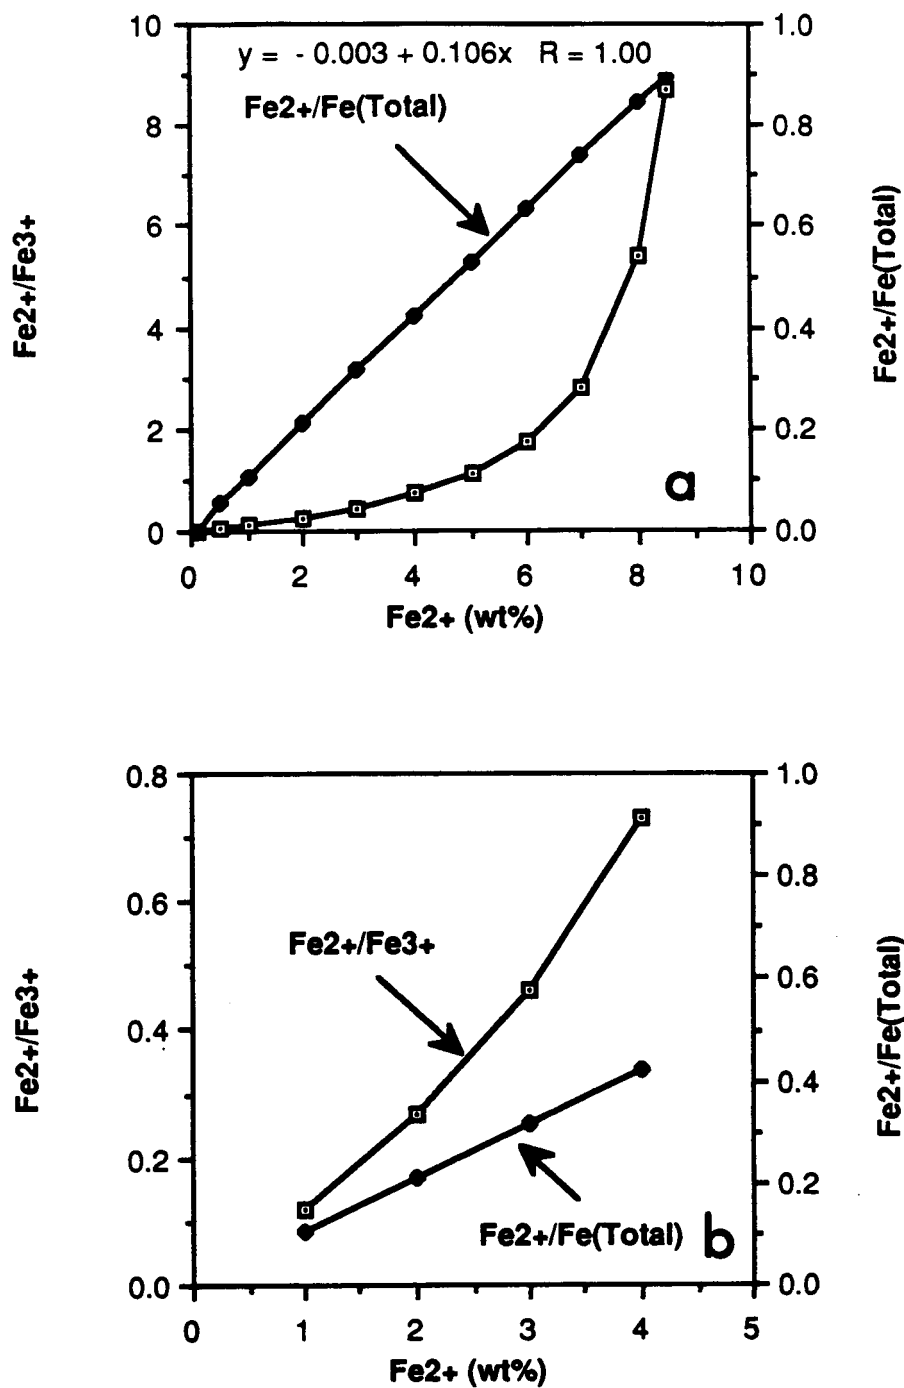 y = - 0.003 + 0.106x R = 1.00
Fe2+/Fe(Total)
10
8
6
4
2
0
1.0
0.8
0.6
0.4
0.2
0.0
Fe2+/Fe3+
Fe2+/Fe(Total)
a
0 2 4 6 8 10
Fe2+ (wt%)
0.8
0.6
0.4
0.2
0.0
1.0
0.8
0.6
0.4
0.2
0.0
Fe2+/Fe3+
Fe2+/Fe(Total)
Fe2+/Fe3+
Fe2+/Fe(Total)
b
0 1 2 3 4 5
Fe2+ (wt%)